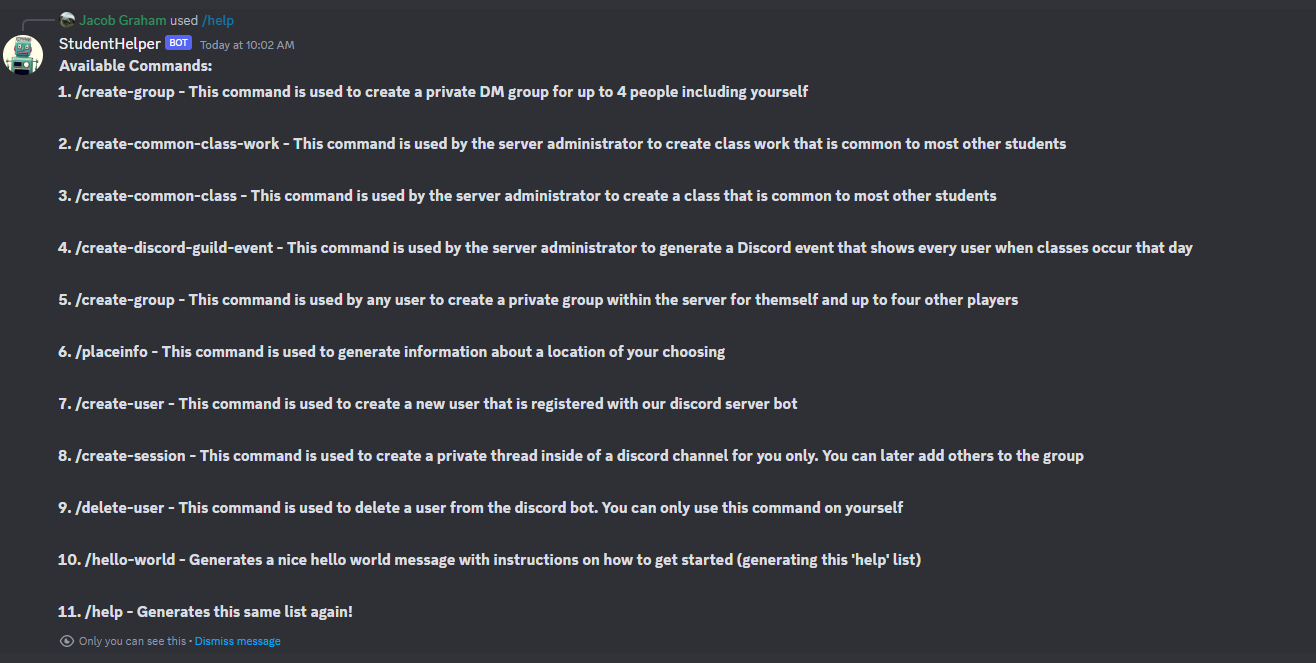 Jacob Graham used /help
StudentHelper BOT Today at 10:02 AM
Available Commands:
1. /create-group - This command is used to create a private DM group for up to 4 people including yourself
2. /create-common-class-work - This command is used by the server administrator to create class work that is common to most other students
3. /create-common-class - This command is used by the server administrator to create a class that is common to most other students
4. /create-discord-guild-event - This command is used by the server administrator to generate a Discord event that shows every user when classes occur that day
5. /create-group - This command is used by any user to create a private group within the server for themself and up to four other players
6. /placeinfo - This command is used to generate information about a location of your choosing
7. /create-user - This command is used to create a new user that is registered with our discord server bot
8. /create-session - This command is used to create a private thread inside of a discord channel for you only. You can later add others to the group
9. /delete-user - This command is used to delete a user from the discord bot. You can only use this command on yourself
10. /hello-world - Generates a nice hello world message with instructions on how to get started (generating this 'help' list)
11. /help - Generates this same list again!
Only you can see this • Dismiss message